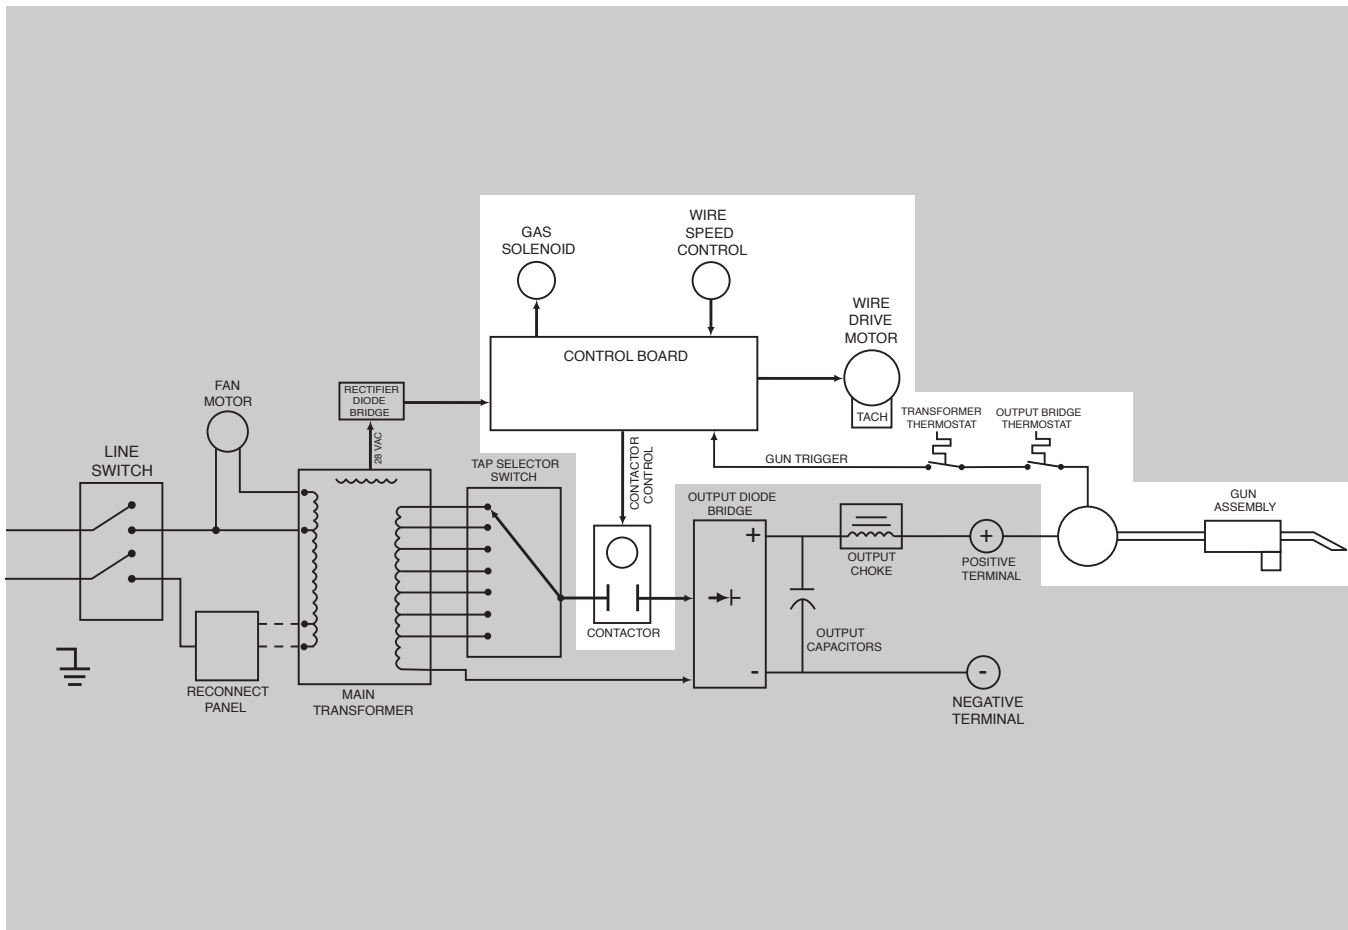 GAS
SOLENOID
WIRE
SPEED
CONTROL
WIRE
DRIVE
MOTOR
CONTROL BOARD
TACH
FAN
MOTOR
RECTIFIER
DIODE
BRIDGE
28 VAC
TRANSFORMER
THERMOSTAT
OUTPUT BRIDGE
THERMOSTAT
LINE
SWITCH
TAP SELECTOR
SWITCH
CONTACTOR
CONTROL
GUN TRIGGER
OUTPUT DIODE
BRIDGE
GUN
ASSEMBLY
+
+
OUTPUT
CHOKE
POSITIVE
TERMINAL
CONTACTOR
OUTPUT
CAPACITORS
-
-
RECONNECT
PANEL
MAIN
TRANSFORMER
NEGATIVE
TERMINAL